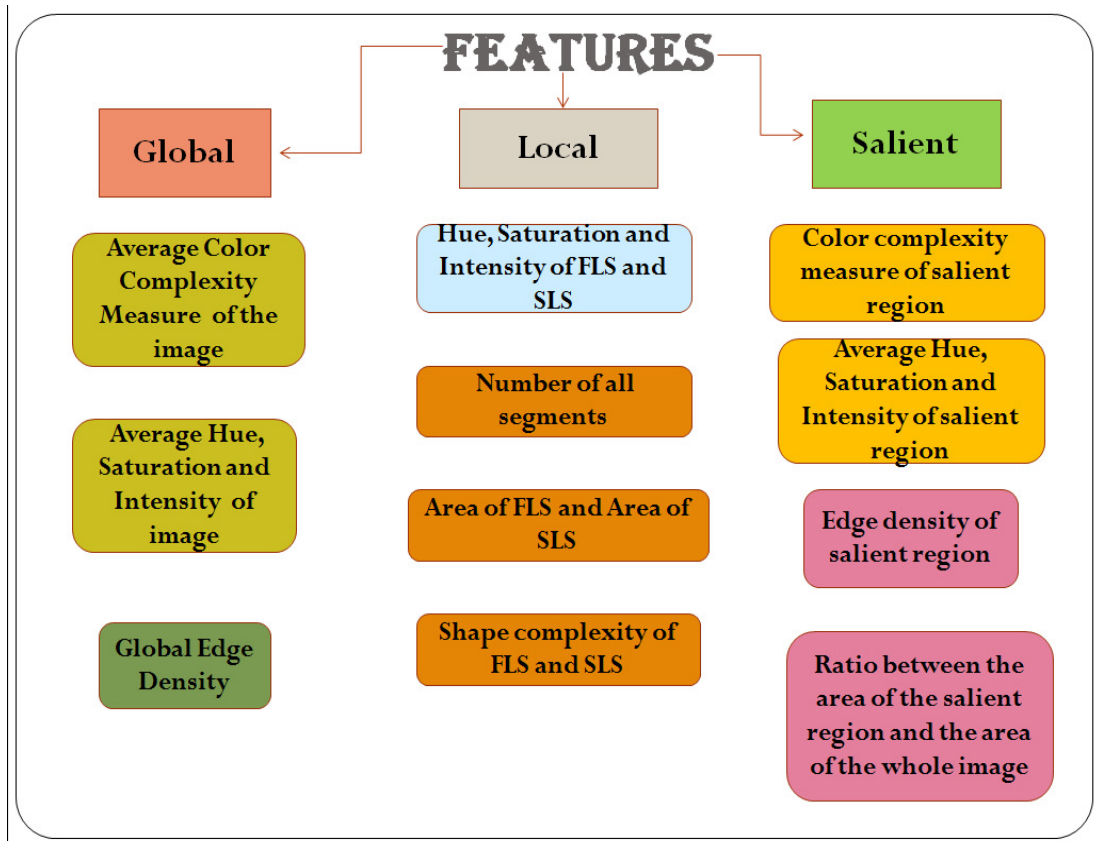 FEATURES
Global
Average Color
Complexity
Measure of the
image
Average Hue,
Saturation and
Intensity of
image
Global Edge
Density
Local
Hue, Saturation and
Intensity of FLS and
SLS
Number of all
segments
Area of FLS and Area of
SLS
Shape complexity of
FLS and SLS
Salient
Color complexity
measure of salient
region
Average Hue,
Saturation and
Intensity of salient
region
Edge density of
salient region
Ratio between the
area of the salient
region and the area
of the whole image